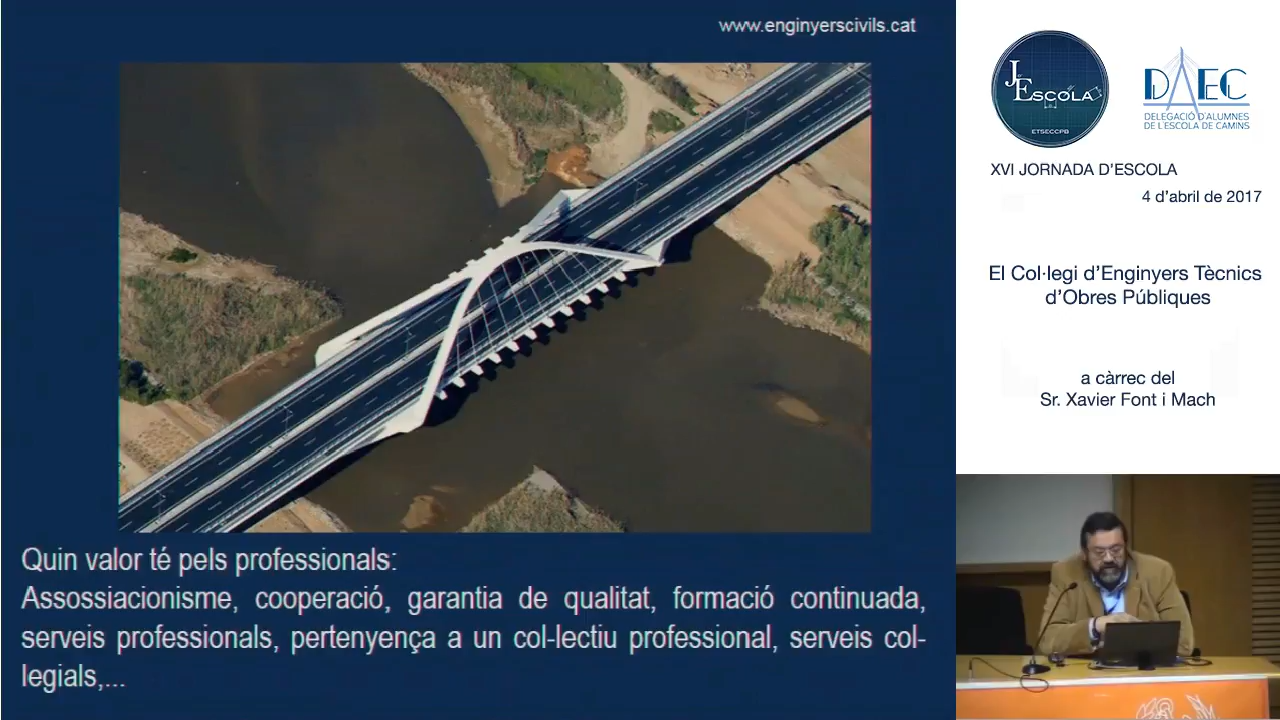 www.enginyerscivils.cat
Quin valor té pels professionals:
Assossiacionisme, cooperació, garantia de qualitat, formació continuada,
serveis professionals, pertenyença a un col-lectiu professional, serveis col-
legials,...
JEscola
ETSECCPB
DAEC
DELEGACIÓ D'ALUMNES
DE L'ESCOLA DE CAMINS
XVI JORNADA D'ESCOLA
4 d'abril de 2017
El Col·legi d'Enginyers Tècnics
d'Obres Públiques
a càrrec del
Sr. Xavier Font i Mach